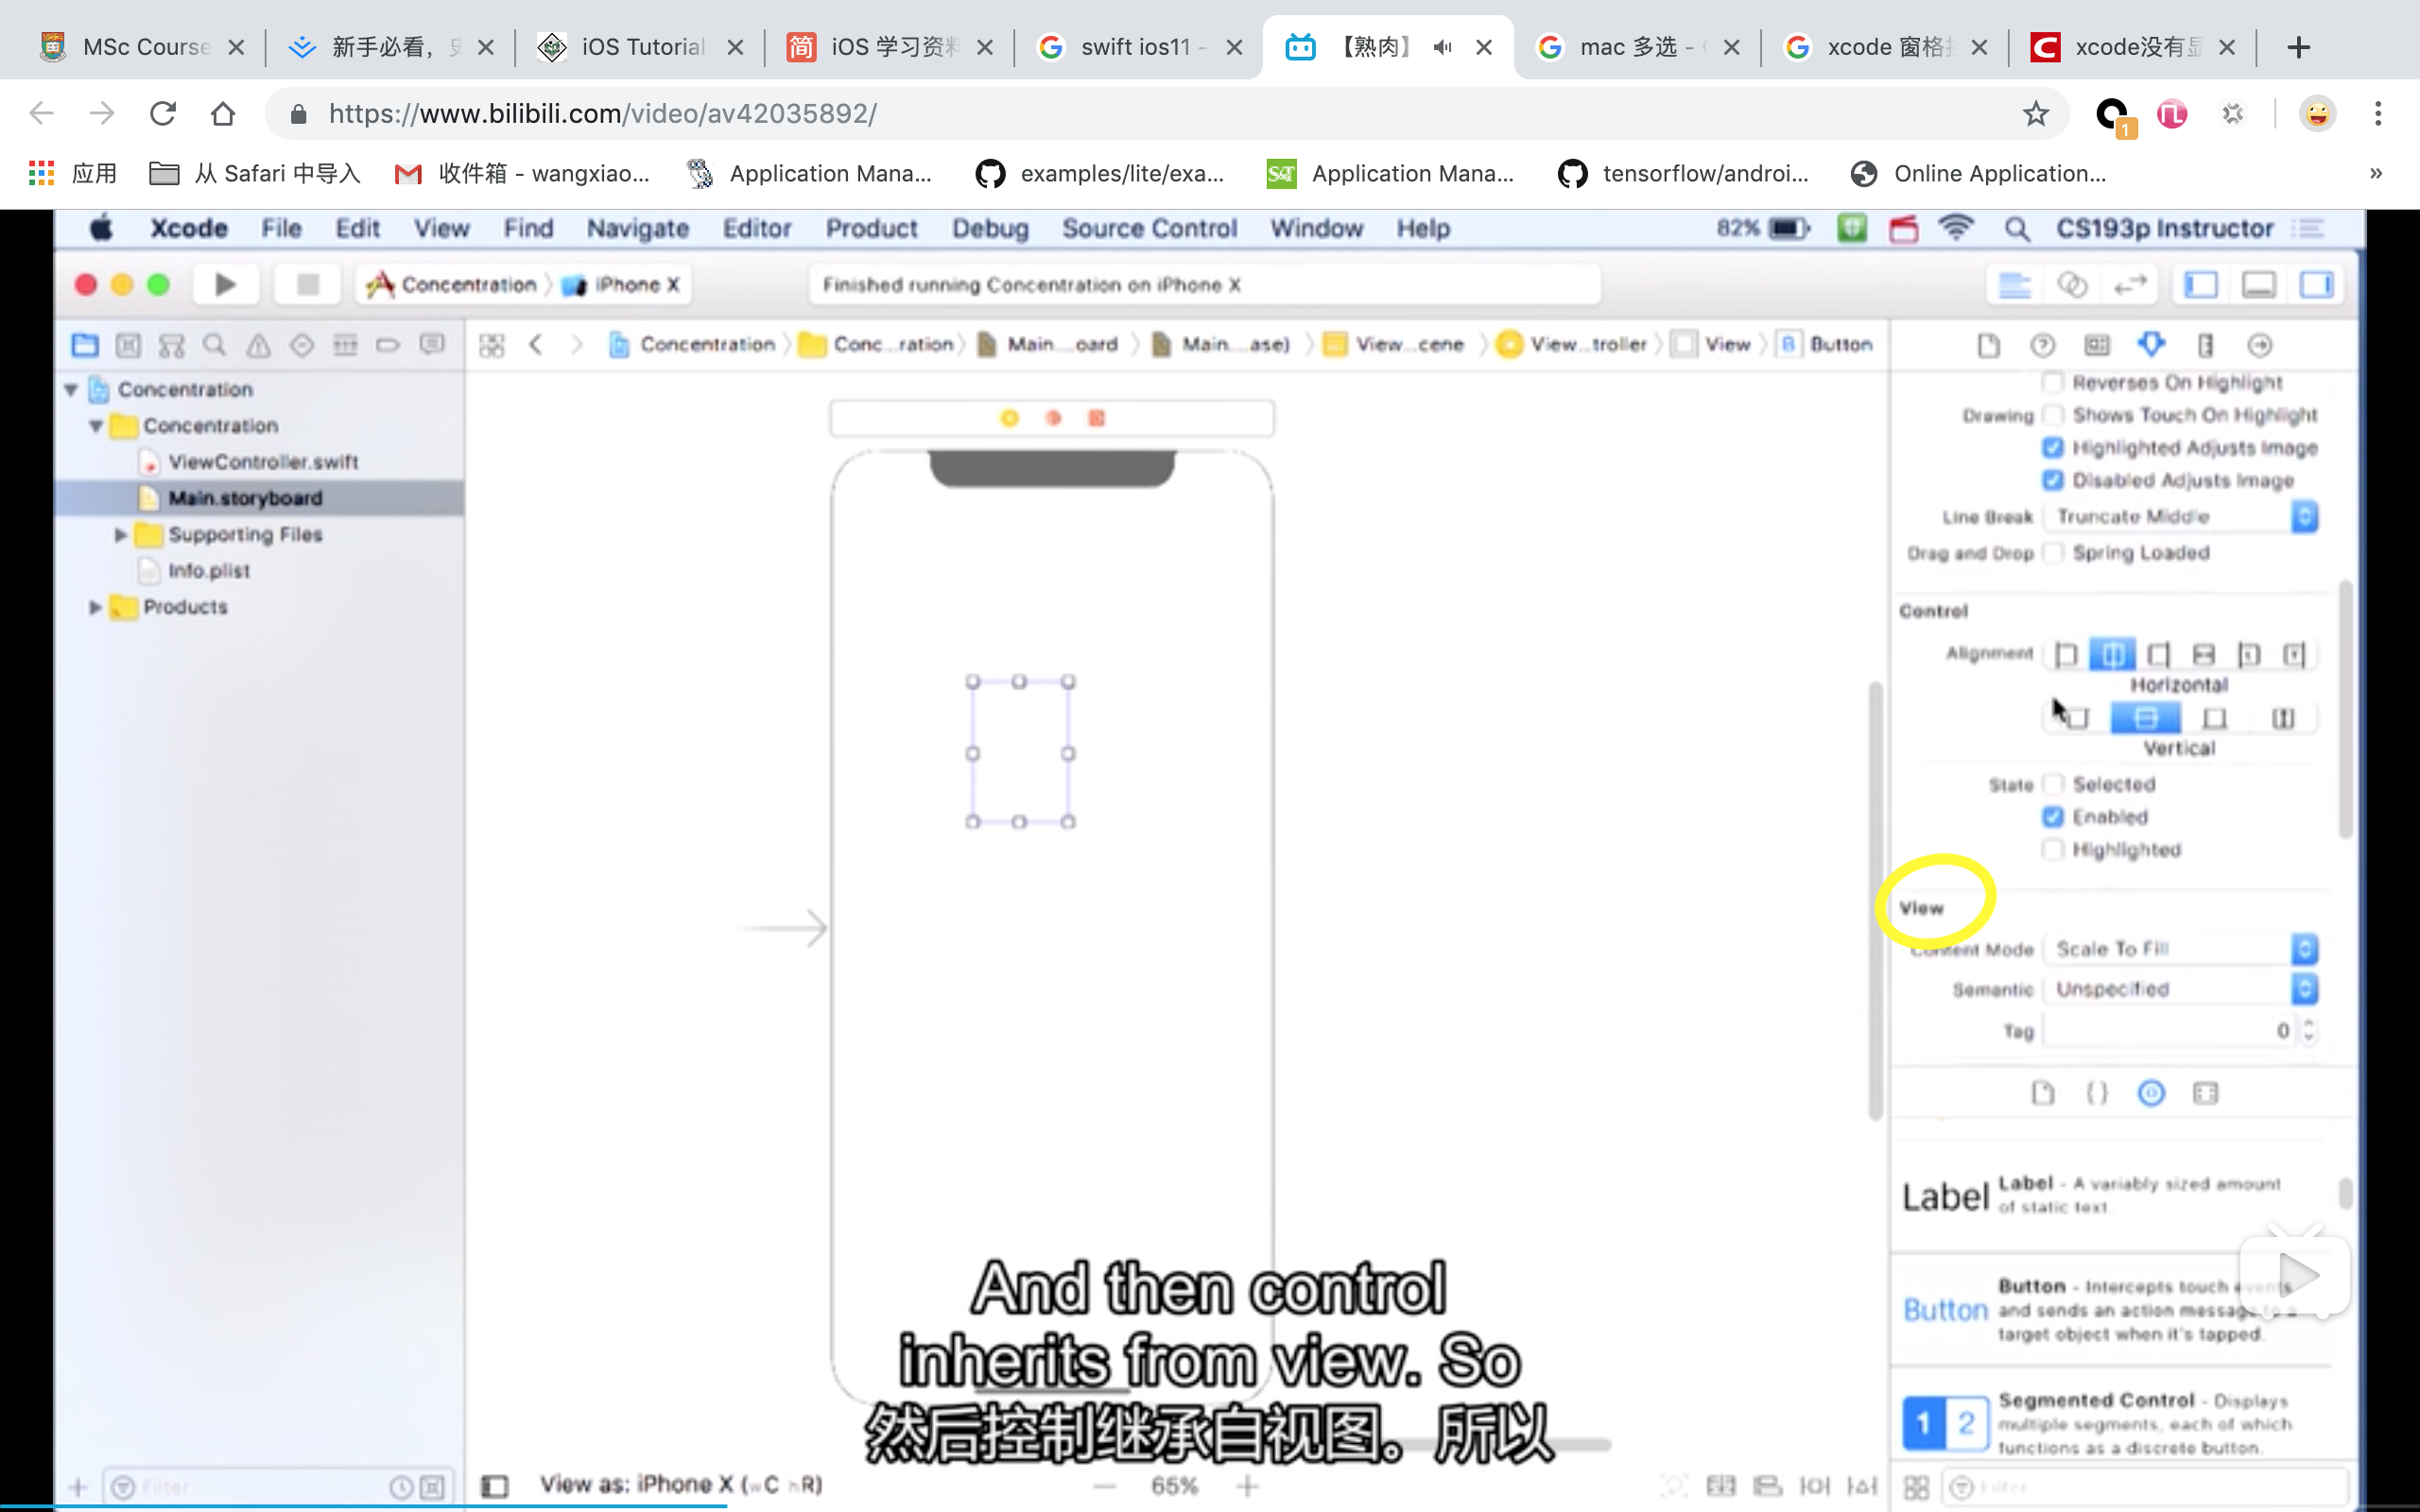 MSc Course
新手必看,
iOS Tutorial
iOS 学习资料
swift ios11 -
【熟肉】
mac 多选 -
xcode 窗格
xcode没有显
https://www.bilibili.com/video/av42035892/
1
应用
从 Safari 中导入
收件箱 - wangxiao...
Application Mana...
examples/lite/exa...
Application Mana...
tensorflow/androi...
Online Application...
Xcode File Edit View Find Navigate Editor Product Debug Source Control Window Help
82%
CS193p Instructor
Concentration
iPhone X
Finished running Concentration on iPhone X
Concentration
Conc...ration
Main....oard
Main....ase)
View...cene
View...troller
View
B Button
Concentration
Concentration
ViewController.swift
Main.storyboard
Supporting Files
Info.plist
Products
Reverses On Highlight
Drawing Shows Touch On Highlight
Highlighted Adjusts Image
Disabled Adjusts Image
Line Break Truncate Middle
Drag and Drop Spring Loaded
Control
Alignment
Horizontal
Vertical
State Selected
Enabled
Highlighted
View
Content Mode Scale To Fill
Semantic Unspecified
Tag 0
Label Label - A variably sized amount
of static text.
Button - Intercepts touch events
Button and sends an action message to a
target object when it's tapped.
Segmented Control - Displays
1 2 multiple segments, each of which
functions as a discrete button.
And then control
inherits from view. So
然后控制继承自视图。所以
Filter
View as: iPhone X (wC hR)
65%
Filter